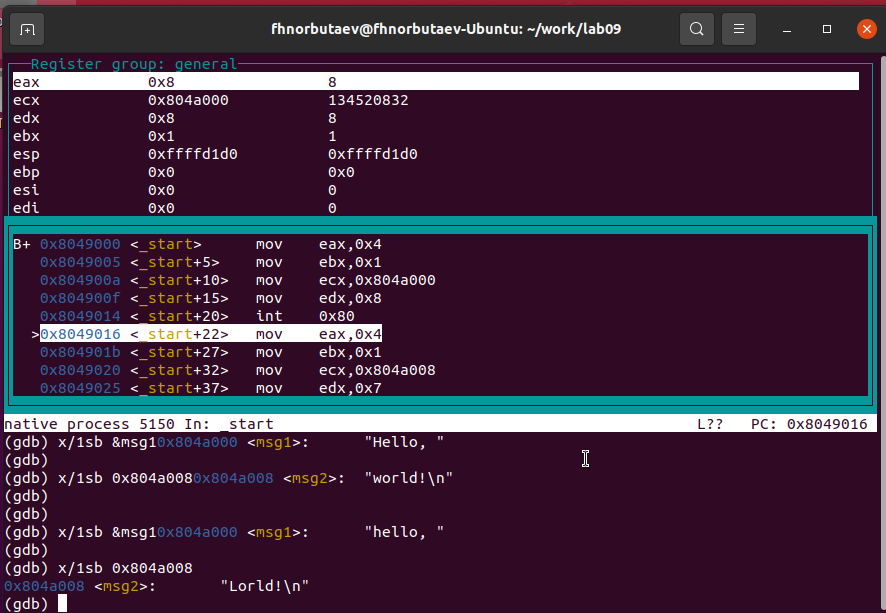 fhnorbutaev@fhnorbutaev-Ubuntu: ~/work/lab09
Register group: general
eax 0x8 8
ecx 0x804a000 134520832
edx 0x8 8
ebx 0x1 1
esp 0xffffd1d0 0xffffd1d0
ebp 0x0 0x0
esi 0x0 0
edi 0x0 0
B+ 0x8049000 <_start> mov eax,0x4
0x8049005 <_start+5> mov ebx,0x1
0x804900a <_start+10> mov ecx,0x804a000
0x804900f <_start+15> mov edx,0x8
0x8049014 <_start+20> int 0x80
>0x8049016 <_start+22> mov eax,0x4
0x804901b <_start+27> mov ebx,0x1
0x8049020 <_start+32> mov ecx,0x804a008
0x8049025 <_start+37> mov edx,0x7
native process 5150 In: _start L?? PC: 0x8049016
(gdb) x/1sb &msg10x804a000 <msg1>: "Hello, "
(gdb)
(gdb) x/1sb 0x804a0080x804a008 <msg2>: "world!\n"
(gdb)
(gdb)
(gdb) x/1sb &msg10x804a000 <msg1>: "hello, "
(gdb)
(gdb) x/1sb 0x804a008
0x804a008 <msg2>: "Lorld!\n"
(gdb)